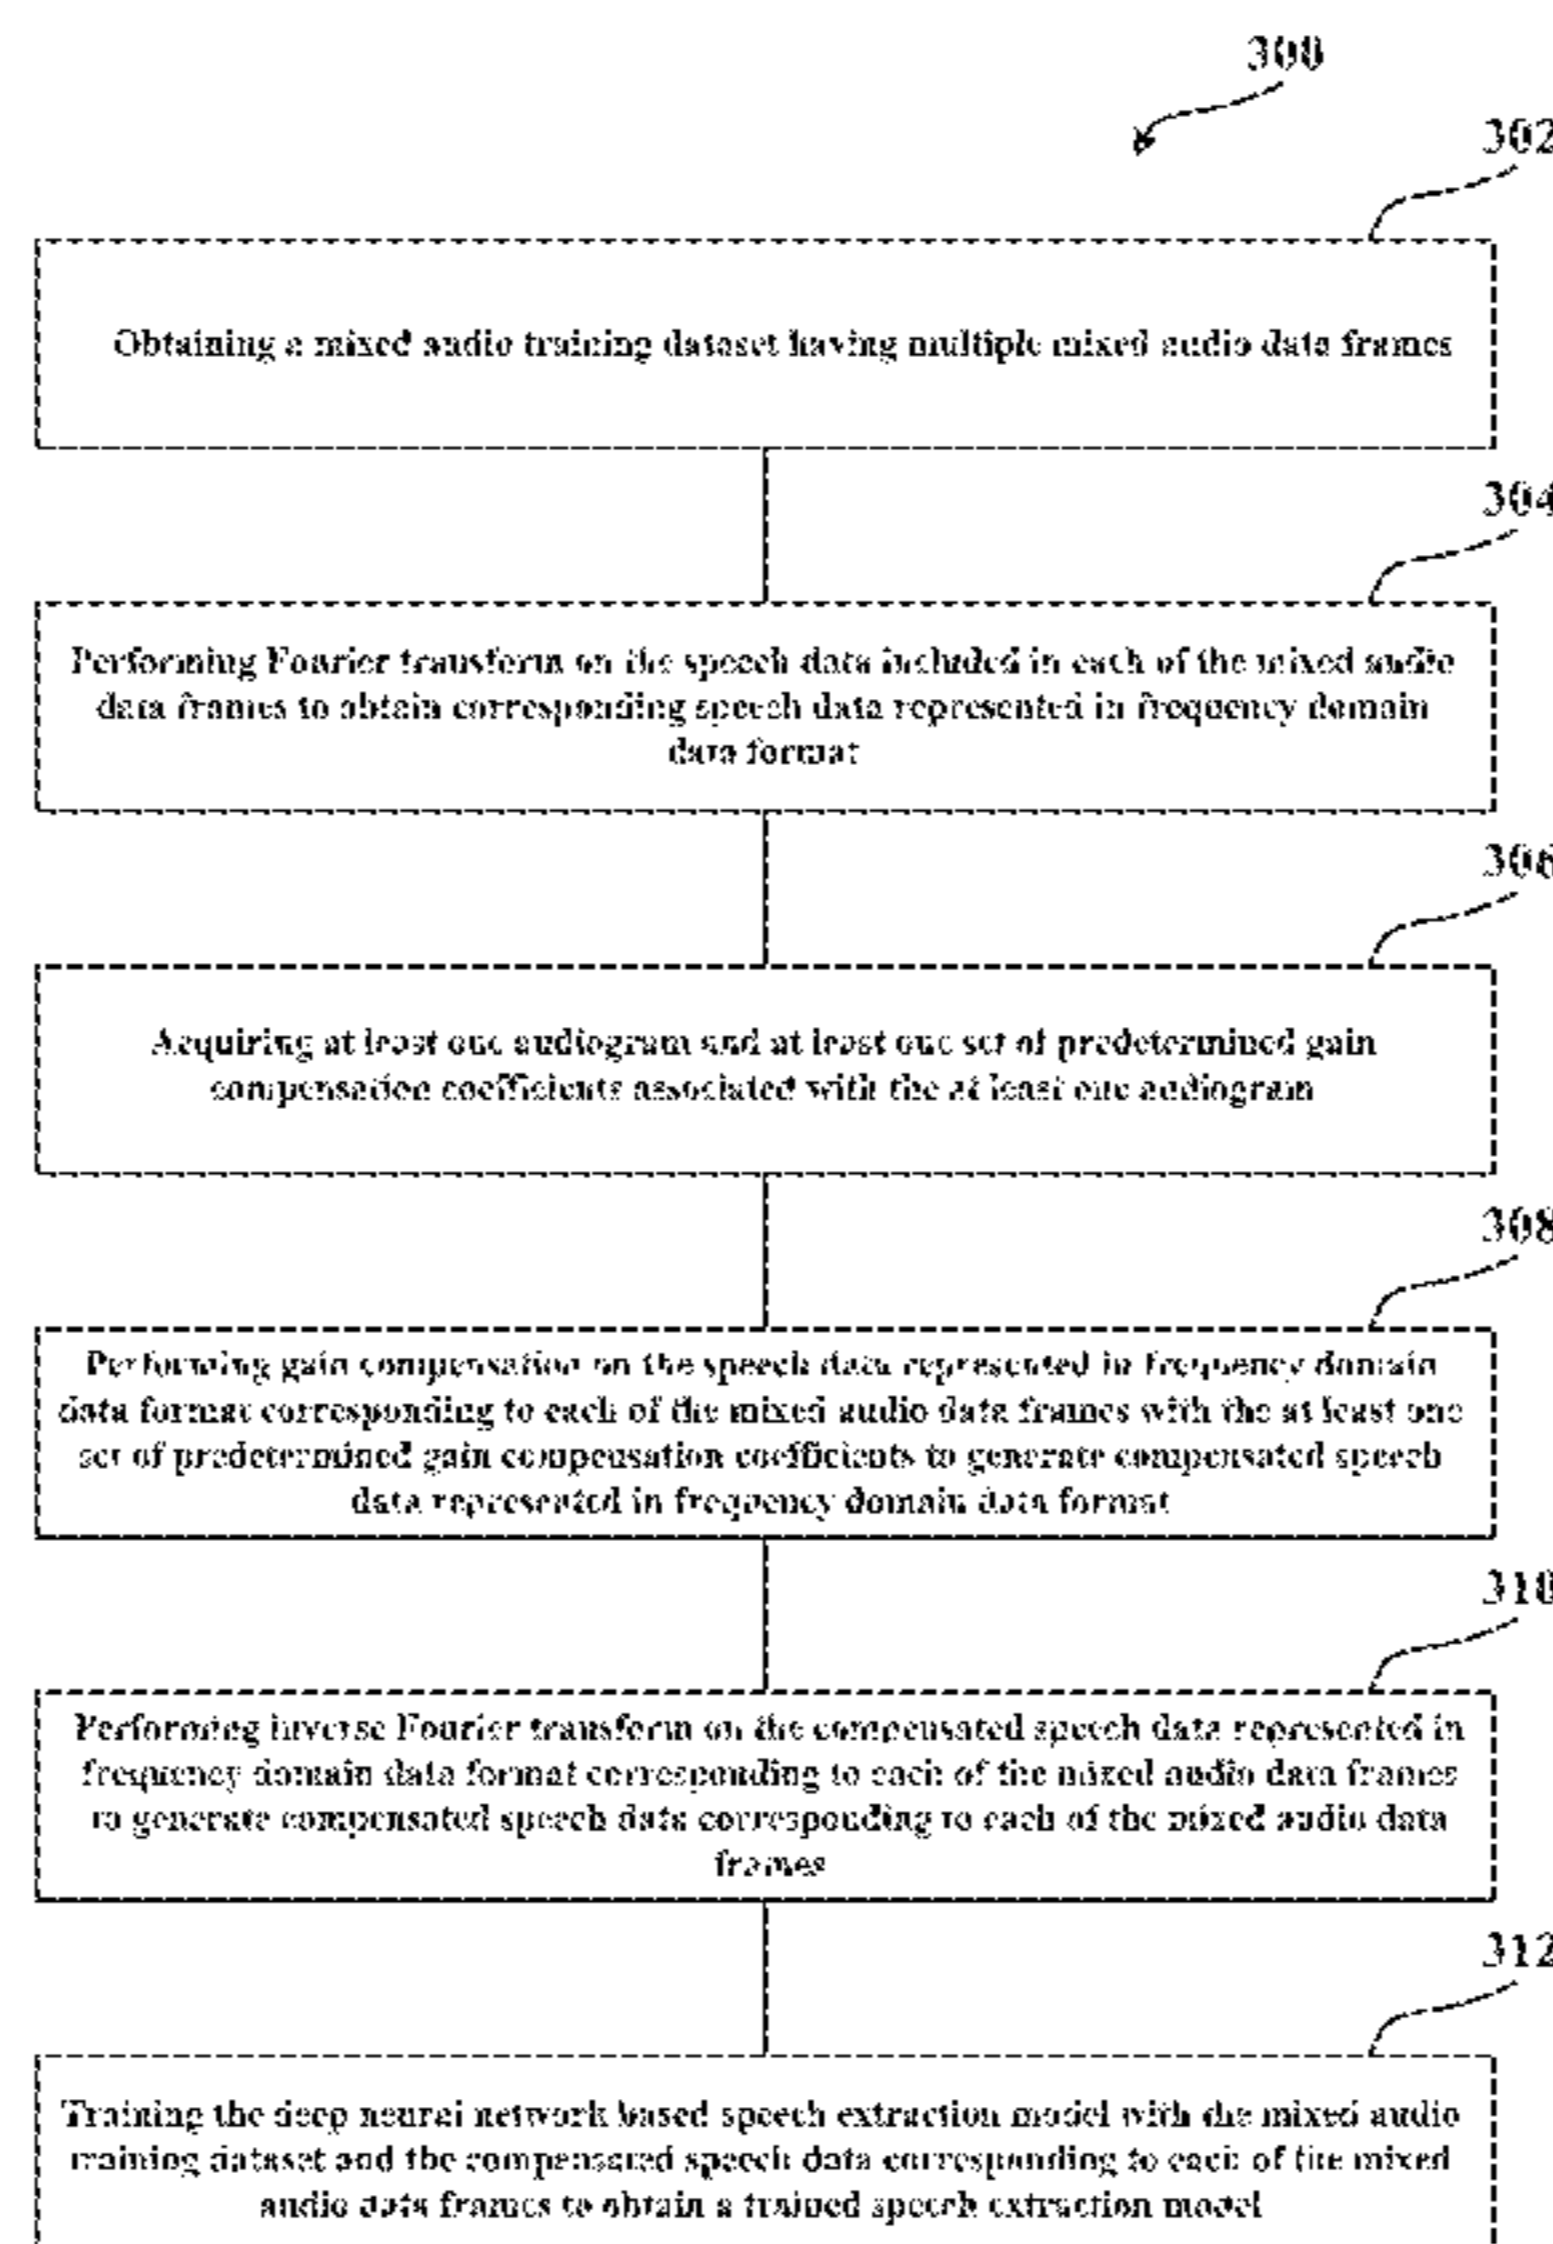 300
302
Obtaining a mixed audio training dataset having multiple mixed audio data frames
304
Performing Fourier transform on the speech data included in each of the mixed audio
data frames to obtain corresponding speech data represented in frequency domain
data format
306
Acquiring at least one audiogram and at least one set of predetermined gain
compensation coefficients associated with the at least one audiogram
308
Performing gain compensation on the speech data represented in frequency domain
data format corresponding to each of the mixed audio data frames with the at least one
set of predetermined gain compensation coefficients to generate compensated speech
data represented in frequency domain data format
310
Performing inverse Fourier transform on the compensated speech data represented in
frequency domain data format corresponding to each of the mixed audio data frames
to generate compensated speech data corresponding to each of the mixed audio data
frames
312
Training the deep neural network based speech extraction model with the mixed audio
training dataset and the compensated speech data corresponding to each of the mixed
audio data frames to obtain a trained speech extraction model